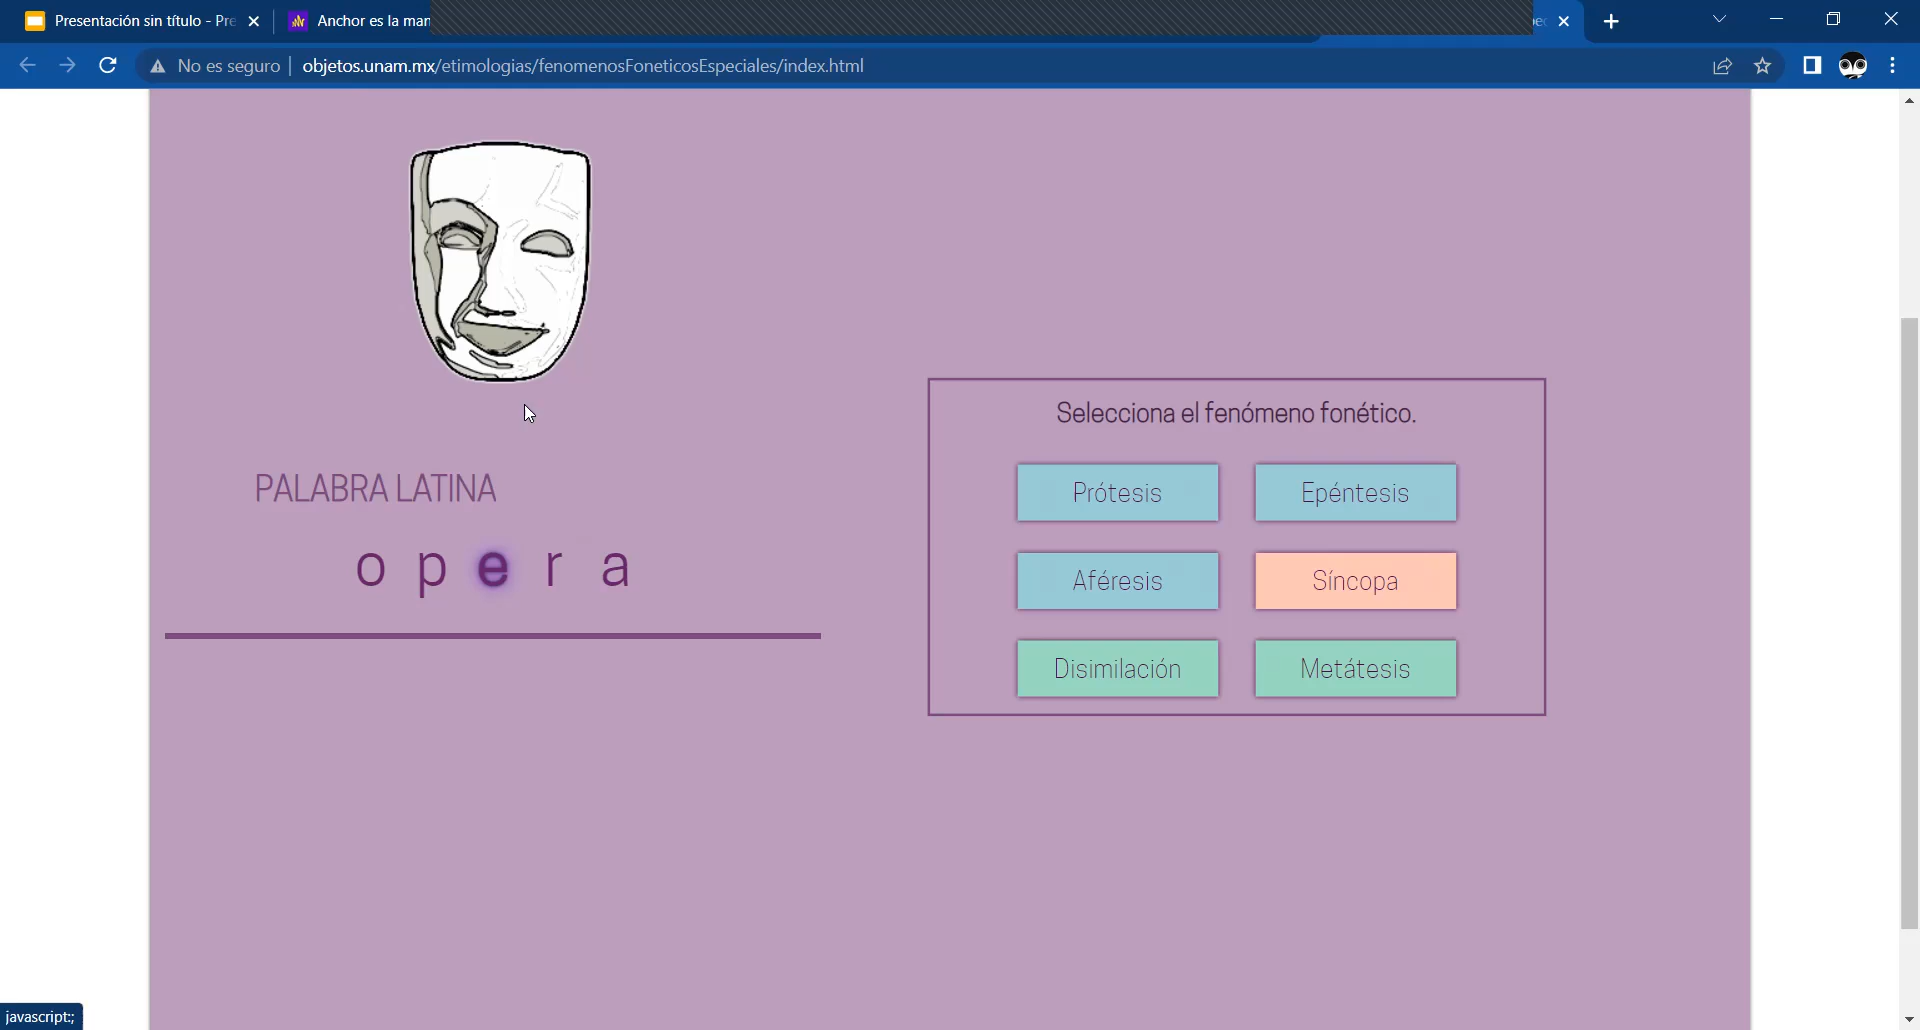 Presentación sin título - Pre
Anchor es la man
No es seguro | objetos.unam.mx/etimologias/fenomenosFoneticosEspeciales/index.html
Selecciona el fenómeno fonético.
PALABRA LATINA
Prótesis Epéntesis
o p e r a
Aféresis Síncopa
Disimilación Metátesis
javascript:;